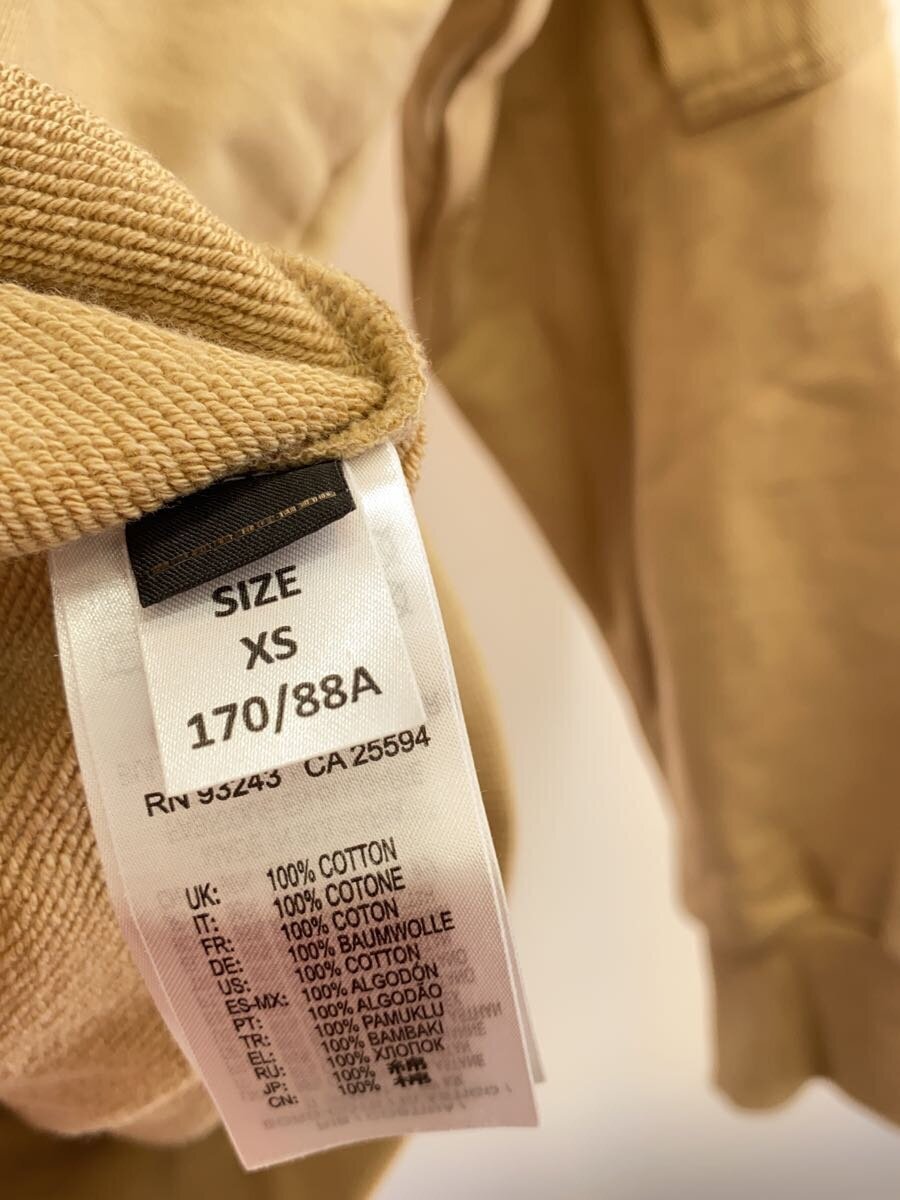 SIZE
XS
170/88A
RN 93243 CA 25594
UK: 100% COTTON
IT: 100% COTONE
FR: 100% COTON
DE: 100% BAUMWOLLE
US: 100% COTTON
ES-MX: 100% ALGODÓN
PT: 100% ALGODÃO
TR: 100% PAMUKLU
EL: 100% BAMBAKI
RU: 100% ХЛОПОК
JP: 100% 綿
CN: 100% 棉